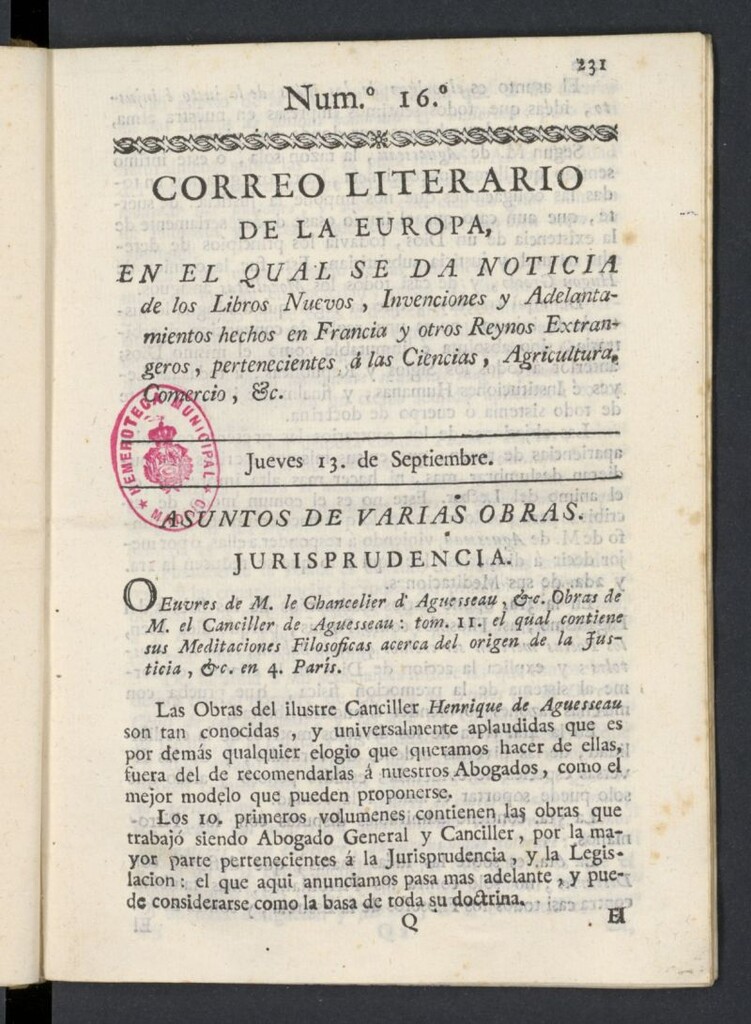 231
Num.º 16.º
CORREO LITERARIO
DE LA EUROPA,
EN EL QUAL SE DA NOTICIA
de los Libros Nuevos, Invenciones y Adelanta-
mientos hechos en Francia y otros Reynos Extran-
geros, pertenecientes á las Ciencias, Agricultura,
Comercio, &c.
HEMEROTECA MUNICIPAL
MADRID
Jueves 13. de Septiembre.
ASUNTOS DE VARIAS OBRAS.
JURISPRUDENCIA.
OEuvres de M. le Chancelier d' Aguesseau, &c. Obras de
M. el Canciller de Aguesseau: tom. 11. el qual contiene
sus Meditaciones Filosoficas acerca del origen de la Jus-
ticia, &c. en 4. París.
Las Obras del ilustre Canciller Henrique de Aguesseau
son tan conocidas, y universalmente aplaudidas que es
por demás qualquier elogio que queramos hacer de ellas,
fuera del de recomendarlas á nuestros Abogados, como el
mejor modelo que pueden proponerse.
Los 10. primeros volumenes contienen las obras que
trabajó siendo Abogado General y Canciller, por la ma-
yor parte pertenecientes á la Jurisprudencia, y la Legis-
lacion: el que aqui anunciamos pasa mas adelante, y pue-
de considerarse como la basa de toda su doctrina.
Q
El